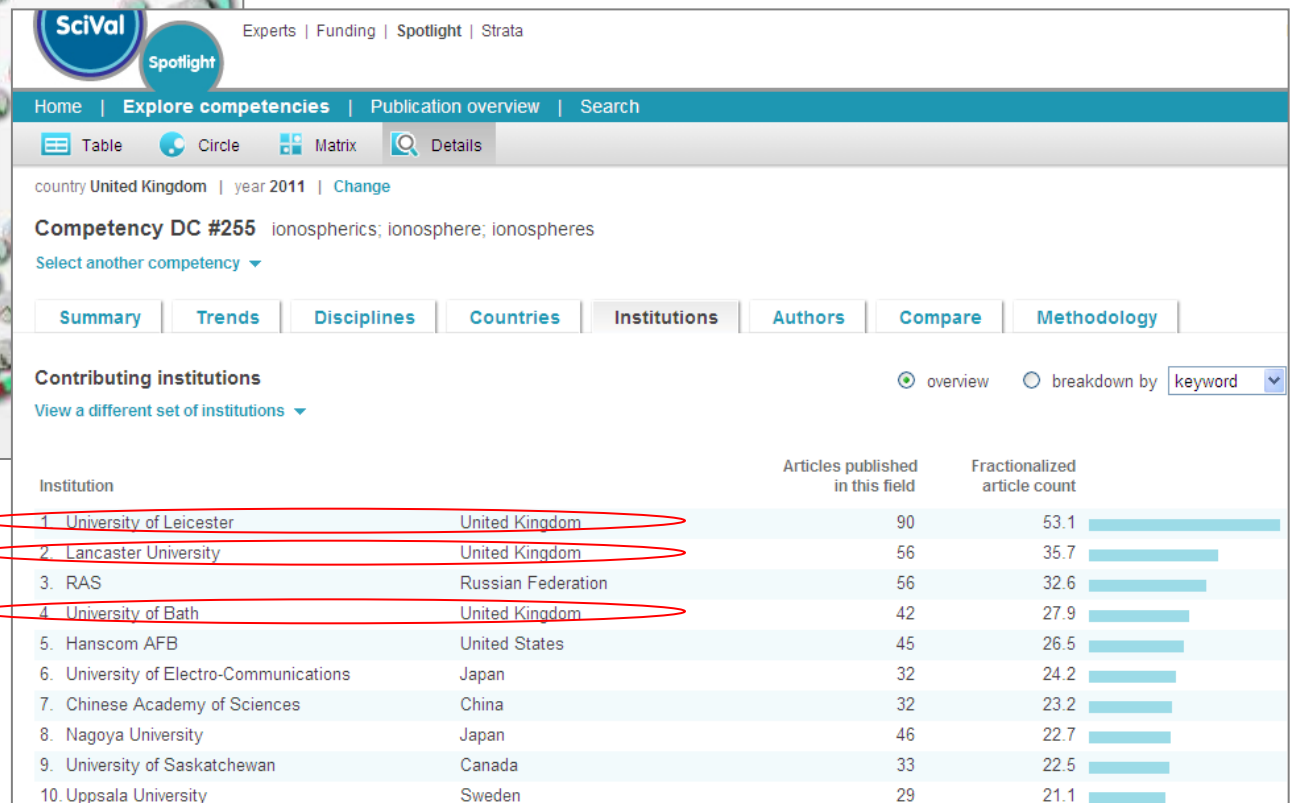 SciVal
Spotlight
Experts | Funding | Spotlight | Strata
Home | Explore competencies | Publication overview | Search
Table Circle Matrix Details
country United Kingdom | year 2011 | Change
Competency DC #255 ionospherics; ionosphere; ionospheres
Select another competency
Summary Trends Disciplines Countries Institutions Authors Compare Methodology
Contributing institutions overview breakdown by keyword
View a different set of institutions
Articles published Fractionalized
Institution in this field article count
1. University of Leicester United Kingdom 90 53.1
2. Lancaster University United Kingdom 56 35.7
3. RAS Russian Federation 56 32.6
4. University of Bath United Kingdom 42 27.9
5. Hanscom AFB United States 45 26.5
6. University of Electro-Communications Japan 32 24.2
7. Chinese Academy of Sciences China 32 23.2
8. Nagoya University Japan 46 22.7
9. University of Saskatchewan Canada 33 22.5
10. Uppsala University Sweden 29 21.1